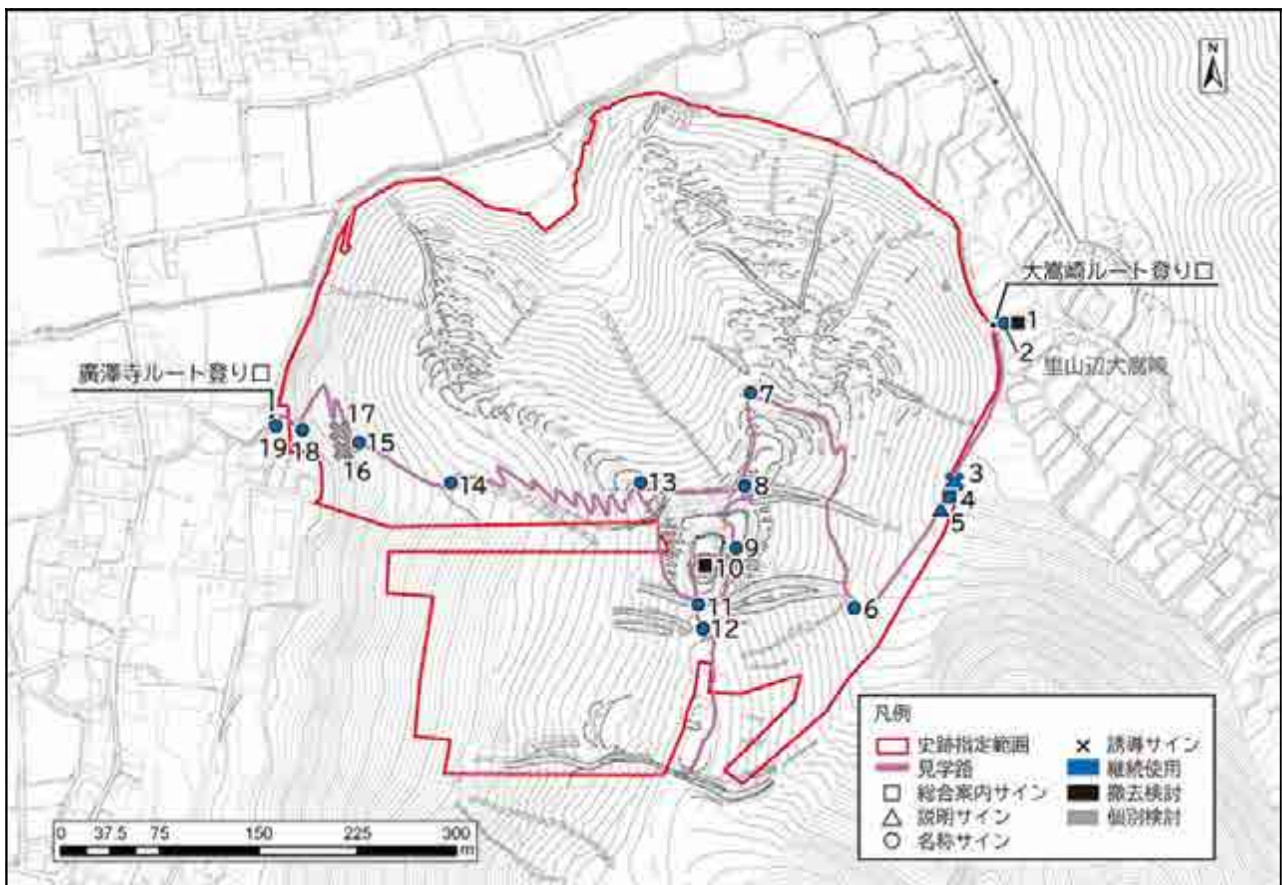 N
大嵩崎ルート登り口
1
2
里山辺大嵩崎
廣澤寺ルート登り口
7
17
15
19
18
16
14
13
8
3
4
5
9
10
11
6
12
凡例
史跡指定範囲
見学路
総合案内サイン
説明サイン
名称サイン
誘導サイン
継続使用
撤去検討
個別検討
0 37.5 75 150 225 300
m